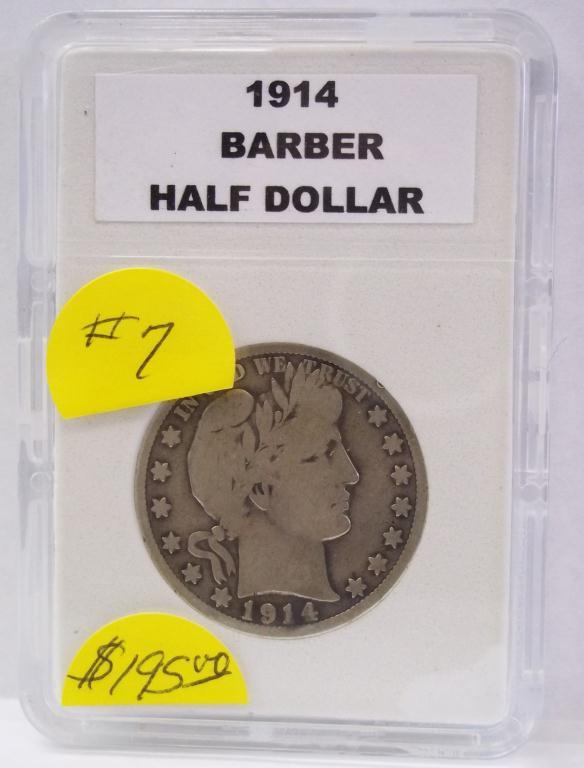 1914
BARBER
HALF DOLLAR
#7
IN GOD WE TRUST
1914
$195.00